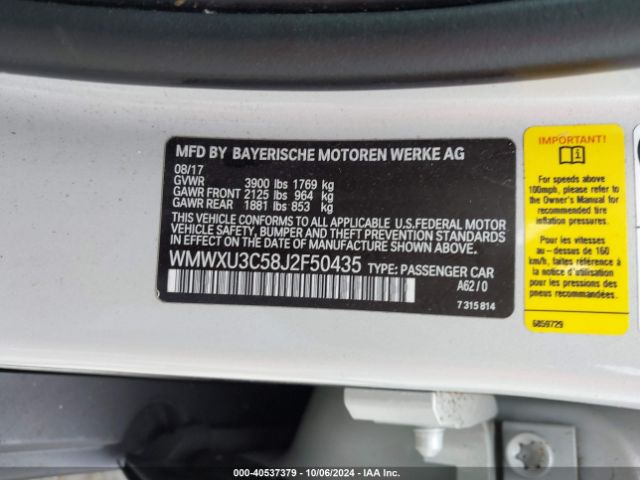 MFD BY BAYERISCHE MOTOREN WERKE AG
08/17
GVWR 3900 lbs 1769 kg
GAWR FRONT 2125 lbs 964 kg
GAWR REAR 1881 lbs 853 kg
THIS VEHICLE CONFORMS TO ALL APPLICABLE U.S.FEDERAL MOTOR
VEHICLE SAFETY, BUMPER AND THEFT PREVENTION STANDARDS
IN EFFECT ON THE DATE OF MANUFACTURE SHOWN ABOVE.
WMWXU3C58J2F50435 TYPE: PASSENGER CAR
A62/0
7 315 814
IMPORTANT!
For speeds above
100mph, please refer to
the Owner's Manual for
recommended tire
inflation pressures.
Pour les vitesses au
-dessus de 160
km/h, se référer à
la notice d'utilisation
pour les pressions des
pneus recommandée
6859729
000-40537379 - 10/06/2024 - IAA Inc.